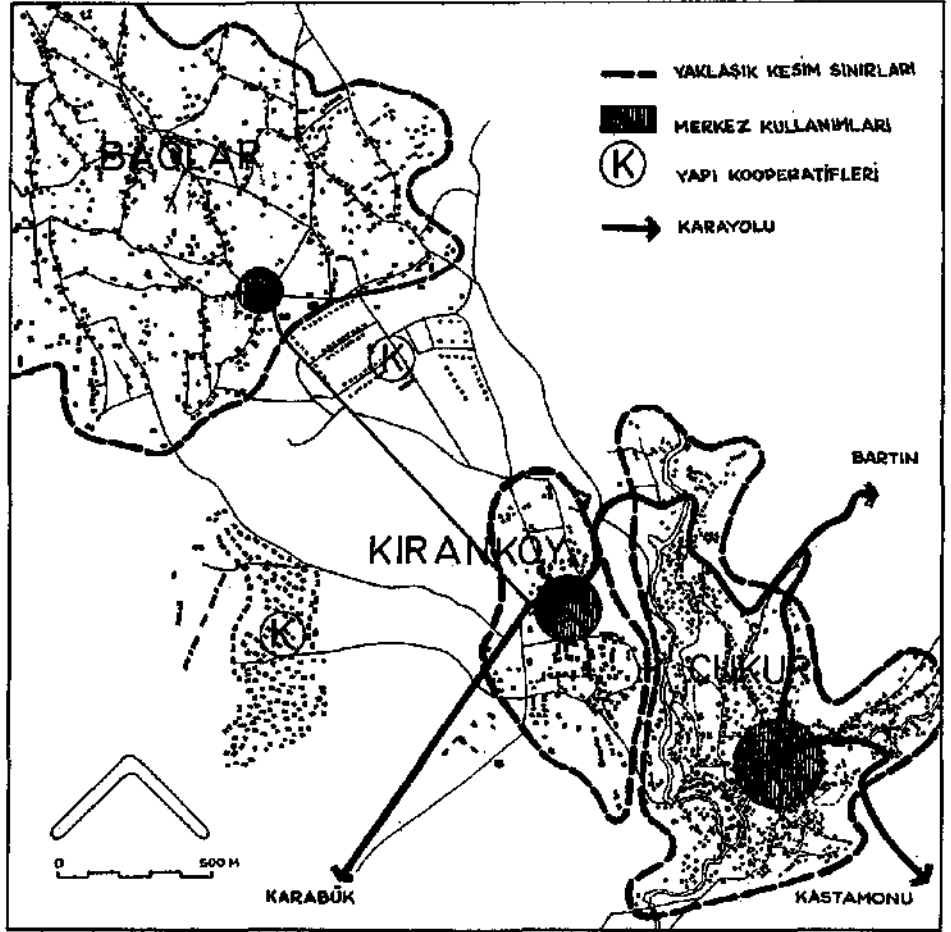 YAKLAŞIK KESİM SINIRLARI
MERKEZ KULLANIMLARI
K YAPI KOOPERATİFLERİ
KARAYOLU
BAĞLAR
K
BARTIN
KIRANKÖY
K
ÇUKUR
0 500 M
KARABÜK
KASTAMONU